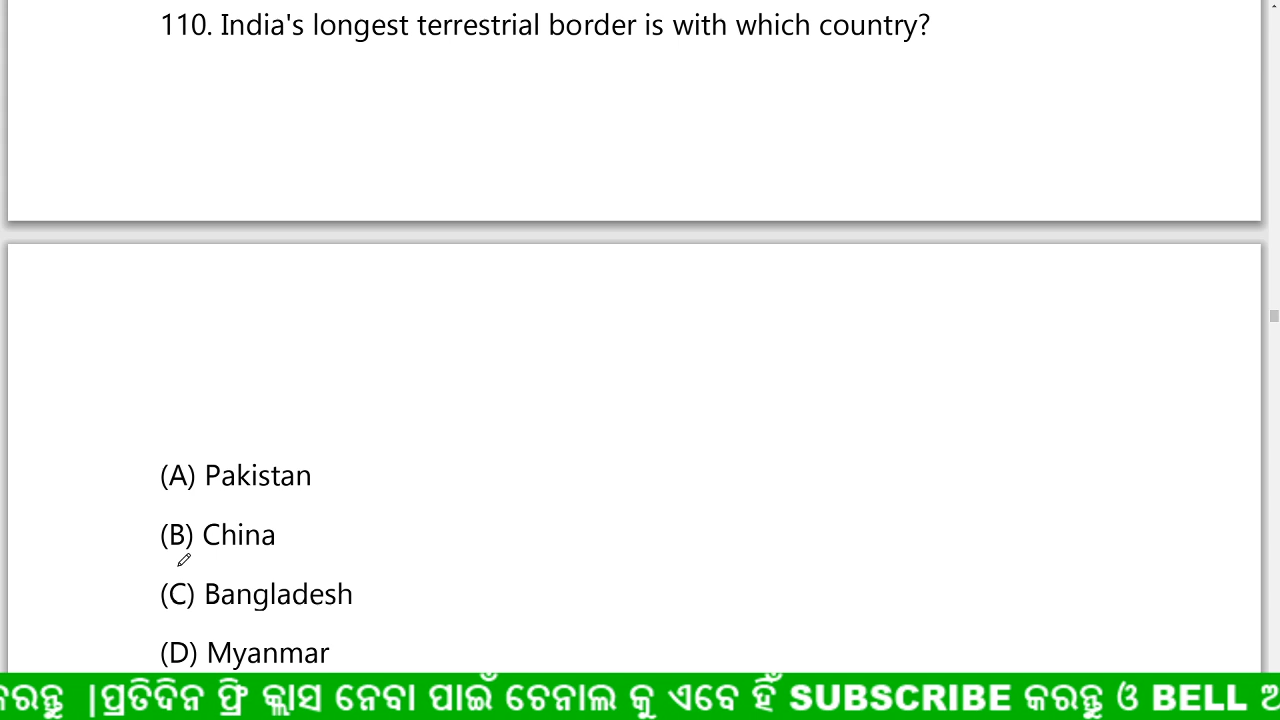 110. India's longest terrestrial border is with which country?
(A) Pakistan
(B) China
(C) Bangladesh
(D) Myanmar
।ପ୍ରତିଦିନ ଫ୍ରି କ୍ଲାସ ନେବା ପାଇଁ ଚେନାଲ କୁ ଏବେ ହିଁ SUBSCRIBE କରନ୍ତୁ ଓ BELL